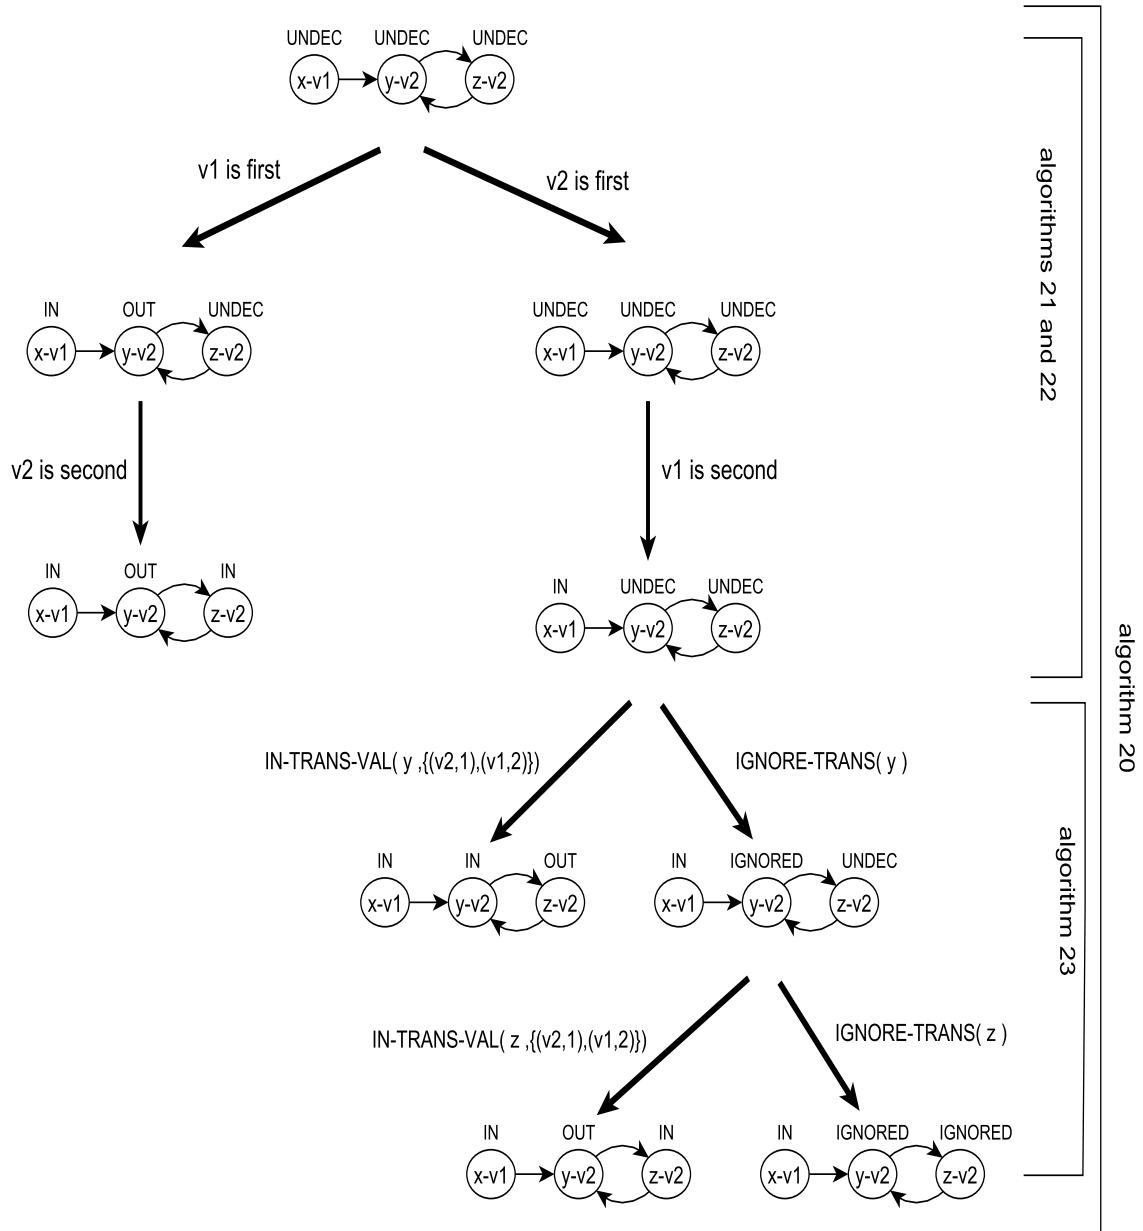 UNDEC UNDEC UNDEC
x-v1 y-v2 z-v2
v1 is first
v2 is first
IN OUT UNDEC
x-v1 y-v2 z-v2
UNDEC UNDEC UNDEC
x-v1 y-v2 z-v2
v2 is second
v1 is second
IN OUT IN
x-v1 y-v2 z-v2
IN UNDEC UNDEC
x-v1 y-v2 z-v2
IN-TRANS-VAL( y ,{(v2,1),(v1,2)})
IGNORE-TRANS( y )
IN IN OUT
x-v1 y-v2 z-v2
IN IGNORED UNDEC
x-v1 y-v2 z-v2
IN-TRANS-VAL( z ,{(v2,1),(v1,2)})
IGNORE-TRANS( z )
IN OUT IN
x-v1 y-v2 z-v2
IN IGNORED IGNORED
x-v1 y-v2 z-v2
algorithms 21 and 22
algorithm 23
algorithm 20